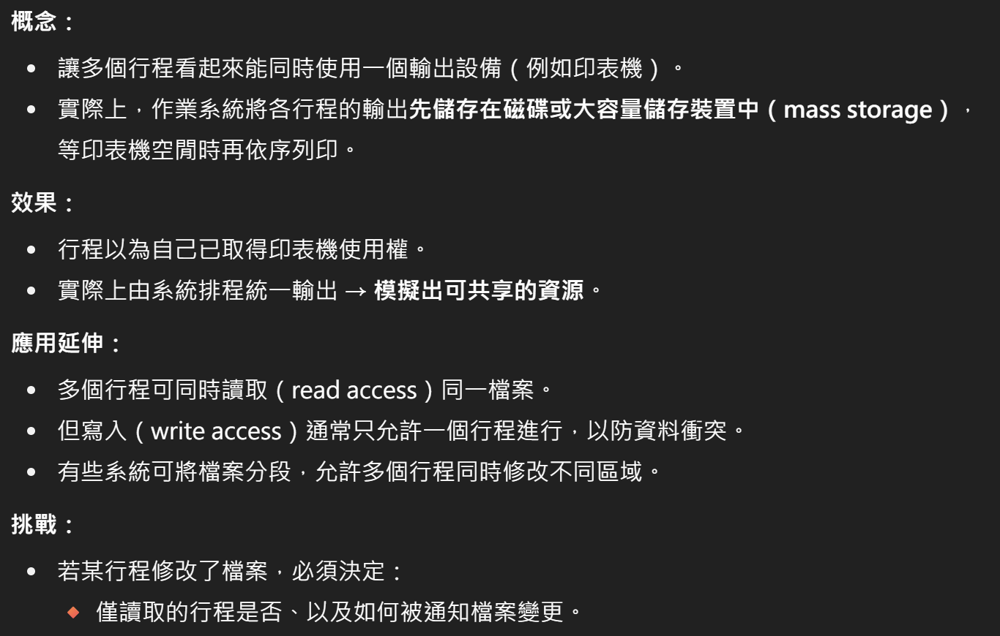 概念：
• 讓多個行程看起來能同時使用一個輸出設備（例如印表機）。
• 實際上，作業系統將各行程的輸出先儲存在磁碟或大容量儲存裝置中（mass storage），
等印表機空閒時再依序列印。
效果：
• 行程以為自己已取得印表機使用權。
• 實際上由系統排程統一輸出 → 模擬出可共享的資源。
應用延伸：
• 多個行程可同時讀取（read access）同一檔案。
• 但寫入（write access）通常只允許一個行程進行，以防資料衝突。
• 有些系統可將檔案分段，允許多個行程同時修改不同區域。
挑戰：
• 若某行程修改了檔案，必須決定：
🔸 僅讀取的行程是否、以及如何被通知檔案變更。